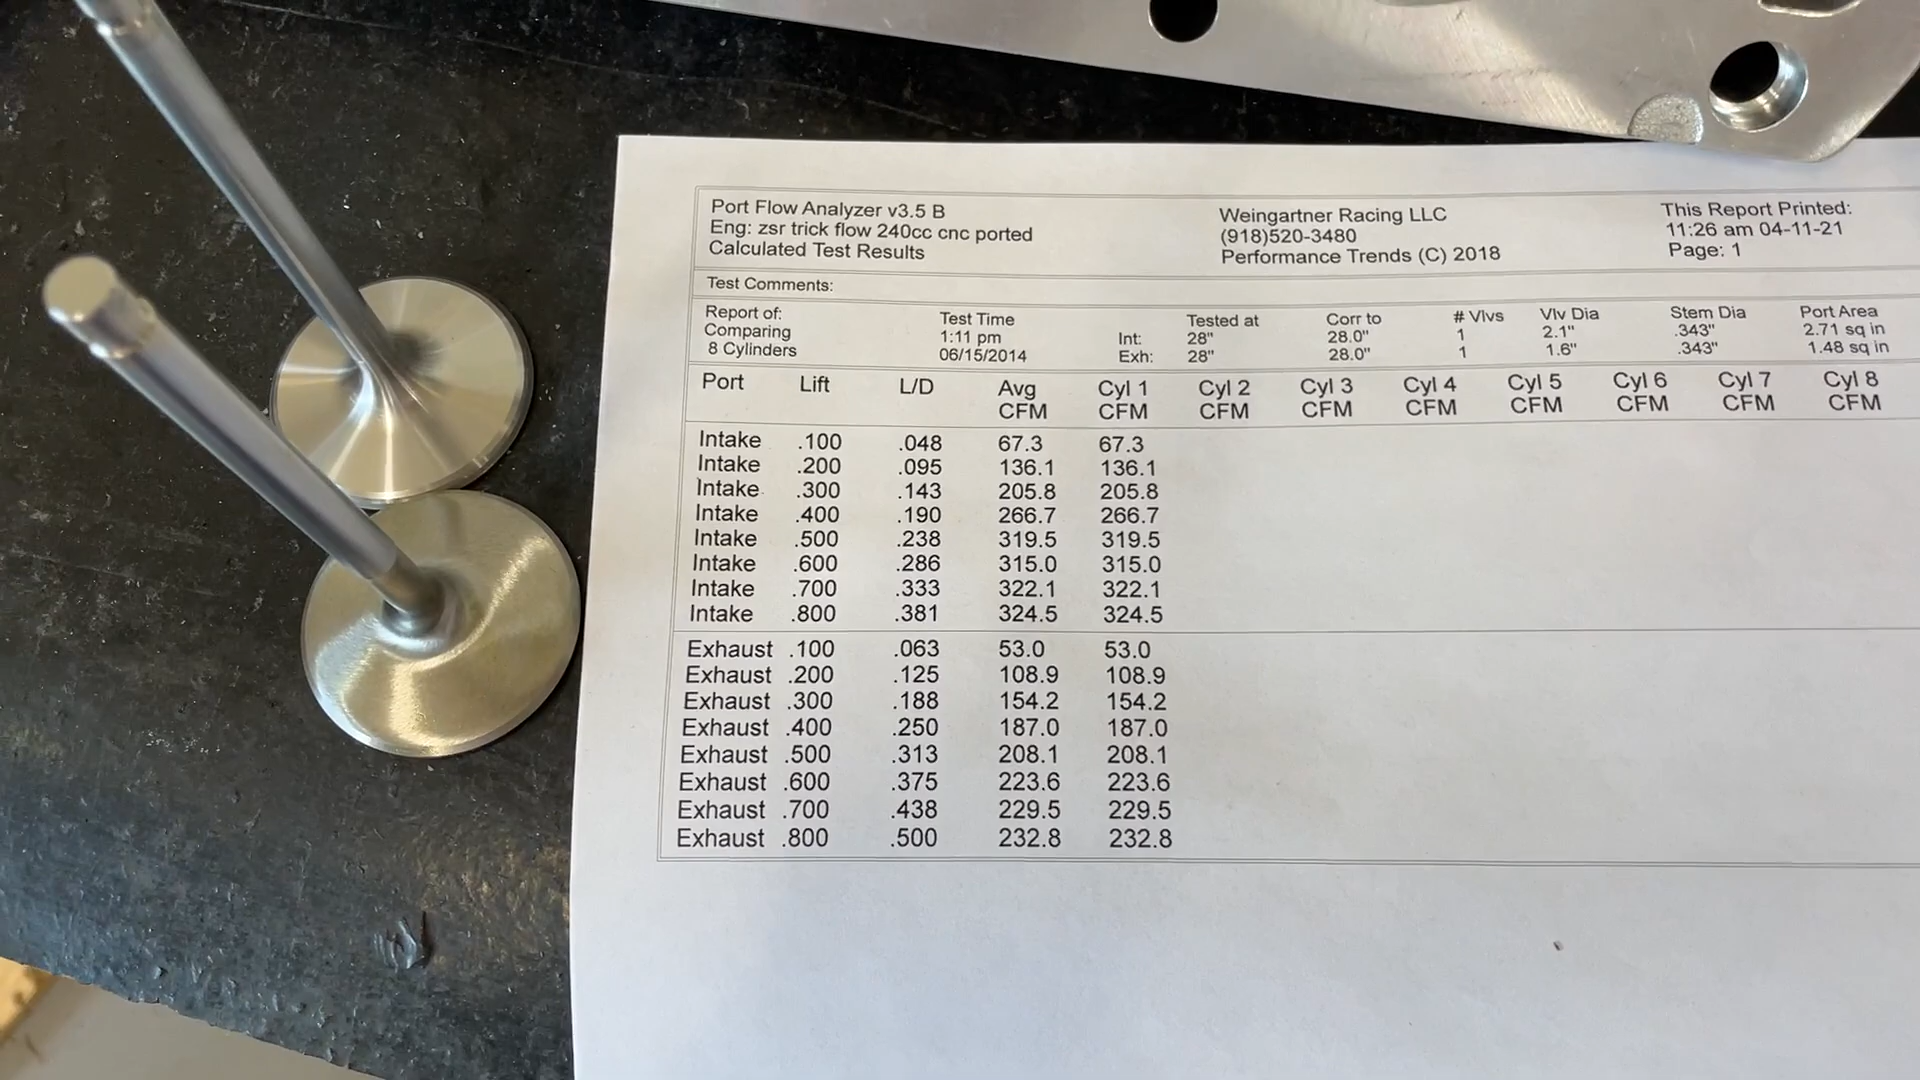 Port Flow Analyzer v3.5 B Weingartner Racing LLC This Report Printed:
Eng: zsr trick flow 240cc cnc ported (918)520-3480 11:26 am 04-11-21
Calculated Test Results Performance Trends (C) 2018 Page: 1
Test Comments:
Report of: Test Time Tested at Corr to # Vlvs Vlv Dia Stem Dia Port Area
Comparing 1:11 pm Int: 28" 28.0" 1 2.1" .343" 2.71 sq in
8 Cylinders 06/15/2014 Exh: 28" 28.0" 1 1.6" .343" 1.48 sq in
Port Lift L/D Avg Cyl 1 Cyl 2 Cyl 3 Cyl 4 Cyl 5 Cyl 6 Cyl 7 Cyl 8
CFM CFM CFM CFM CFM CFM CFM CFM CFM
Intake .100 .048 67.3 67.3
Intake .200 .095 136.1 136.1
Intake .300 .143 205.8 205.8
Intake .400 .190 266.7 266.7
Intake .500 .238 319.5 319.5
Intake .600 .286 315.0 315.0
Intake .700 .333 322.1 322.1
Intake .800 .381 324.5 324.5
Exhaust .100 .063 53.0 53.0
Exhaust .200 .125 108.9 108.9
Exhaust .300 .188 154.2 154.2
Exhaust .400 .250 187.0 187.0
Exhaust .500 .313 208.1 208.1
Exhaust .600 .375 223.6 223.6
Exhaust .700 .438 229.5 229.5
Exhaust .800 .500 232.8 232.8